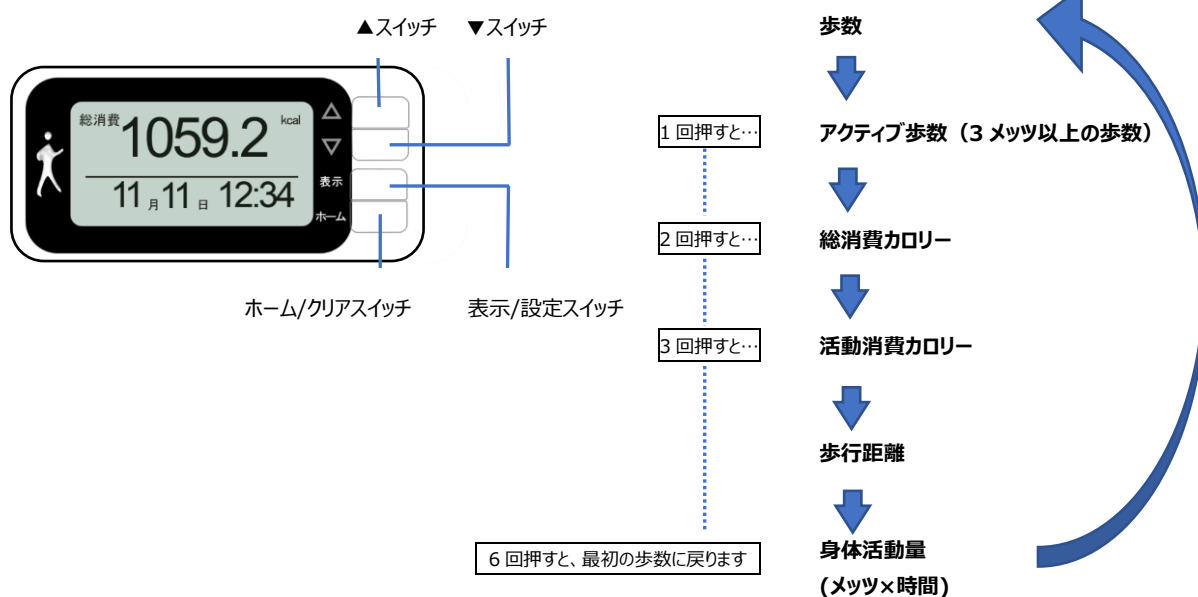 ▲スイッチ ▼スイッチ
総消費 1059.2 kcal
△
▽
11月11日 12:34
表示
ホーム
ホーム/クリアスイッチ 表示/設定スイッチ
歩数
1回押すと… アクティブ歩数（3メッツ以上の歩数）
2回押すと… 総消費カロリー
3回押すと… 活動消費カロリー
歩行距離
6回押すと、最初の歩数に戻ります
身体活動量
(メッツ×時間)